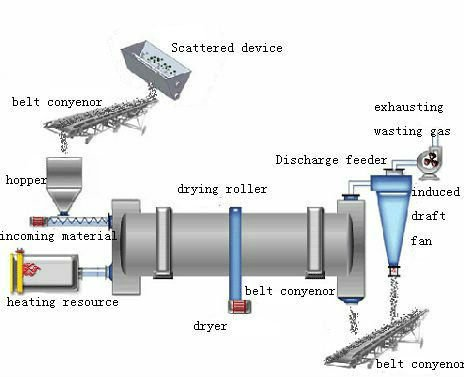 Scattered device
belt conyenor
exhausting
wasting gas
Discharge feeder
hopper
drying roller
induced
draft
fan
incoming material
heating resource
belt conyenor
dryer
belt conyenor